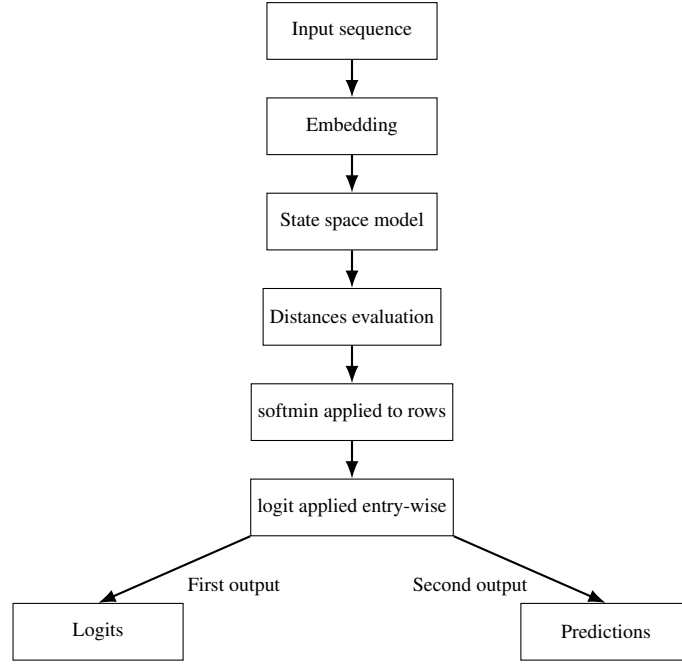 Input sequence
Embedding
State space model
Distances evaluation
softmin applied to rows
logit applied entry-wise
First output
Second output
Logits
Predictions